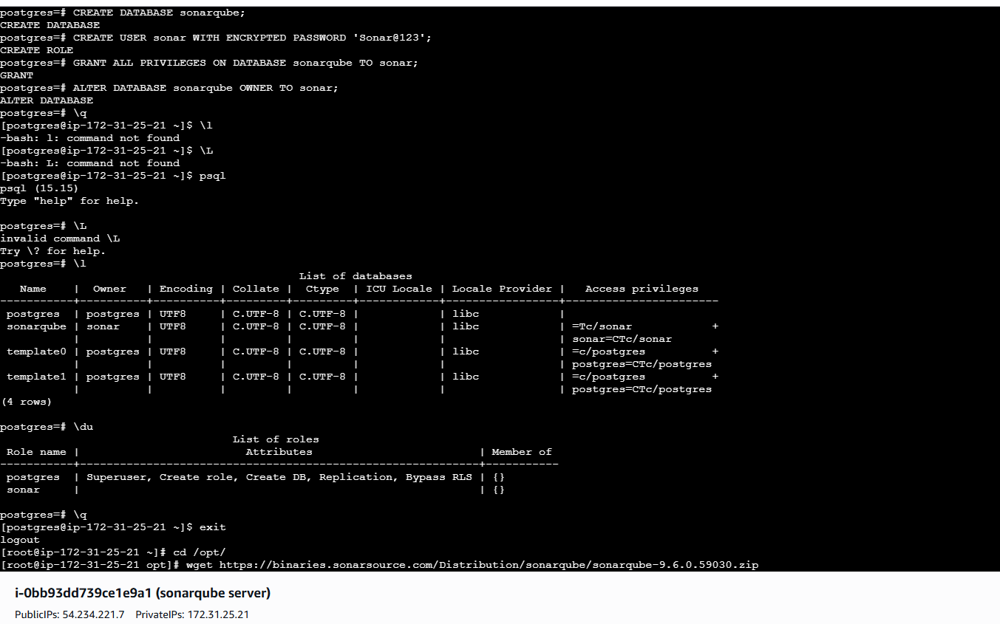 postgres=# CREATE DATABASE sonarqube;
CREATE DATABASE
postgres=# CREATE USER sonar WITH ENCRYPTED PASSWORD 'Sonar@123';
CREATE ROLE
postgres=# GRANT ALL PRIVILEGES ON DATABASE sonarqube TO sonar;
GRANT
postgres=# ALTER DATABASE sonarqube OWNER TO sonar;
ALTER DATABASE
postgres=# \q
[postgres@ip-172-31-25-21 ~]$ \l
-bash: l: command not found
[postgres@ip-172-31-25-21 ~]$ \L
-bash: L: command not found
[postgres@ip-172-31-25-21 ~]$ psql
psql (15.15)
Type "help" for help.

postgres=# \L
invalid command \L
Try \? for help.
postgres=# \l
                                             List of databases
   Name    |  Owner   | Encoding | Collate |  Ctype  | ICU Locale | Locale Provider |   Access privileges
-----------+----------+----------+---------+---------+------------+-----------------+-----------------------
 postgres  | postgres | UTF8     | C.UTF-8 | C.UTF-8 |            | libc            |
 sonarqube | sonar    | UTF8     | C.UTF-8 | C.UTF-8 |            | libc            | =Tc/sonar            +
           |          |          |         |         |            |                 | sonar=CTc/sonar
 template0 | postgres | UTF8     | C.UTF-8 | C.UTF-8 |            | libc            | =c/postgres          +
           |          |          |         |         |            |                 | postgres=CTc/postgres
 template1 | postgres | UTF8     | C.UTF-8 | C.UTF-8 |            | libc            | =c/postgres          +
           |          |          |         |         |            |                 | postgres=CTc/postgres
(4 rows)

postgres=# \du
                                   List of roles
 Role name |                         Attributes                         | Member of
-----------+------------------------------------------------------------+-----------
 postgres  | Superuser, Create role, Create DB, Replication, Bypass RLS | {}
 sonar     |                                                            | {}

postgres=# \q
[postgres@ip-172-31-25-21 ~]$ exit
logout
[root@ip-172-31-25-21 ~]# cd /opt/
[root@ip-172-31-25-21 opt]# wget https://binaries.sonarsource.com/Distribution/sonarqube/sonarqube-9.6.0.59030.zip
i-0bb93dd739ce1e9a1 (sonarqube server)
PublicIPs: 54.234.221.7 PrivateIPs: 172.31.25.21